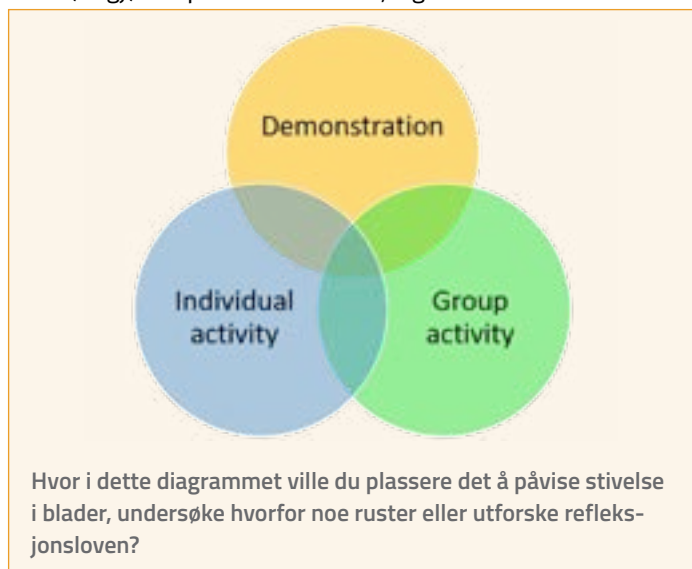 Demonstration
Individual
activity
Group
activity
Hvor i dette diagrammet ville du plassere det å påvise stivelse
i blader, undersøke hvorfor noe ruster eller utforske refleks-
jonsloven?